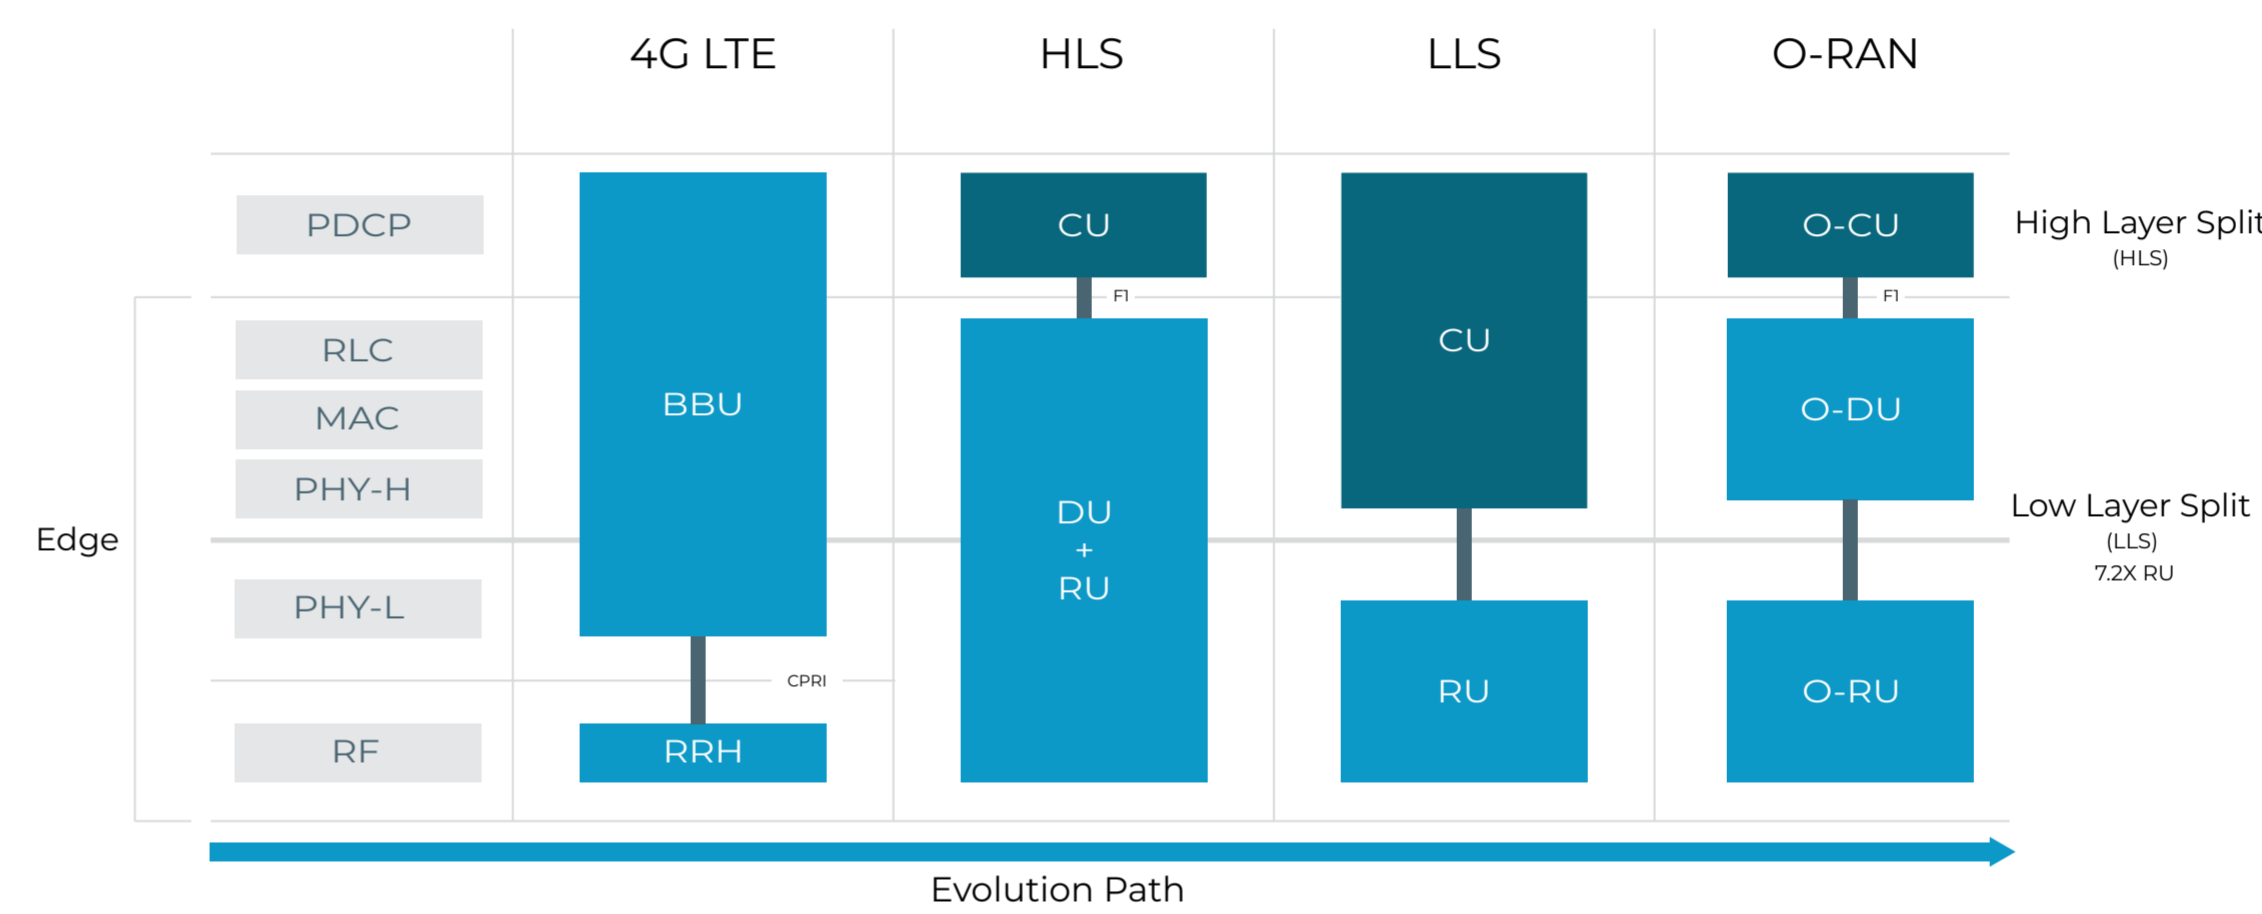 4G LTE
HLS
LLS
O-RAN
PDCP
CU
O-CU
High Layer Split
(HLS)
F1
F1
RLC
CU
MAC
BBU
O-DU
PHY-H
DU
+
RU
Low Layer Split
(LLS)
7.2X RU
Edge
PHY-L
CPRI
RU
O-RU
RF
RRH
Evolution Path